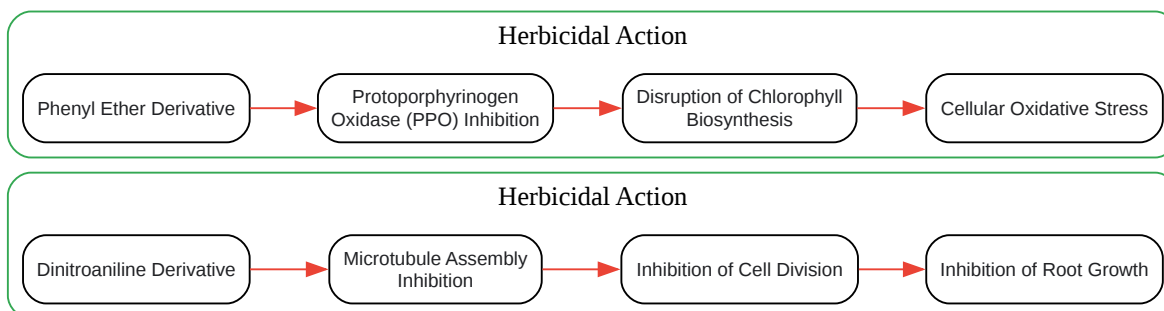 Herbicidal Action
Phenyl Ether Derivative
Protoporphyrinogen
Oxidase (PPO) Inhibition
Disruption of Chlorophyll
Biosynthesis
Cellular Oxidative Stress
Herbicidal Action
Dinitroaniline Derivative
Microtubule Assembly
Inhibition
Inhibition of Cell Division
Inhibition of Root Growth